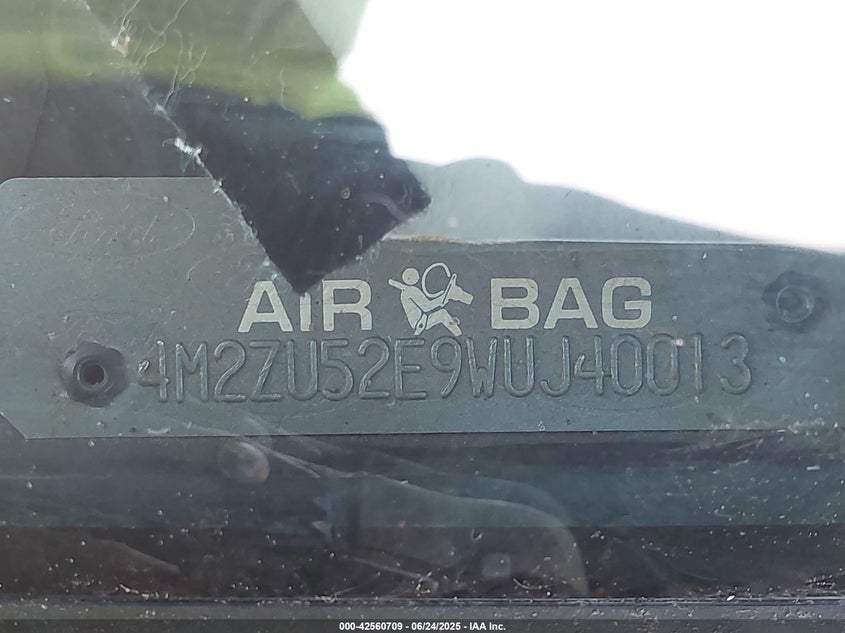 AIR BAG
4M2ZU52E9WUJ40013
000-42560709 - 06/24/2025 - IAA Inc.